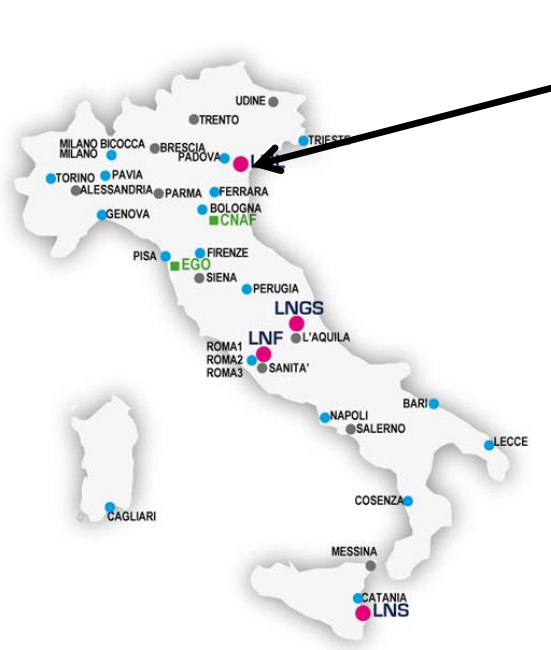 UDINE
TRENTO
TRIESTE
MILANO BICOCCA
MILANO
BRESCIA
PADOVA
TORINO
PAVIA
ALESSANDRIA
PARMA
FERRARA
GENOVA
BOLOGNA
CNAF
PISA
FIRENZE
EGO
SIENA
PERUGIA
LNGS
L'AQUILA
LNF
ROMA1
ROMA2
ROMA3
SANITA'
BARI
NAPOLI
SALERNO
LECCE
COSENZA
CAGLIARI
MESSINA
CATANIA
LNS